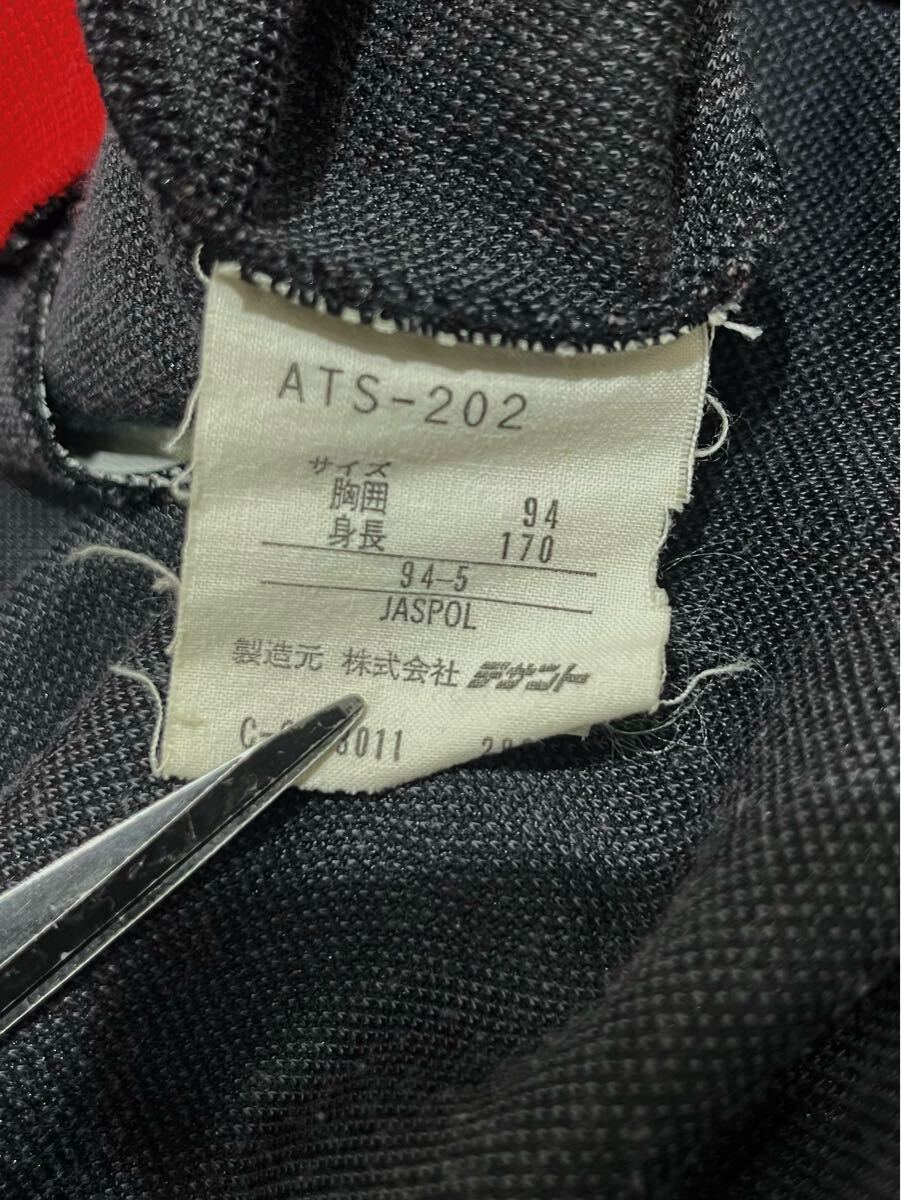 ATS-202
サイズ
胸囲 94
身長 170
94-5
JASPOL
製造元 株式会社 デサント